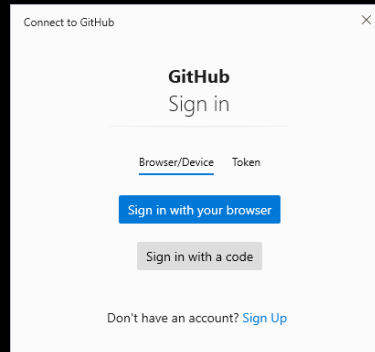 Connect to GitHub
GitHub
Sign in
Browser/Device Token
Sign in with your browser
Sign in with a code
Don't have an account? Sign Up